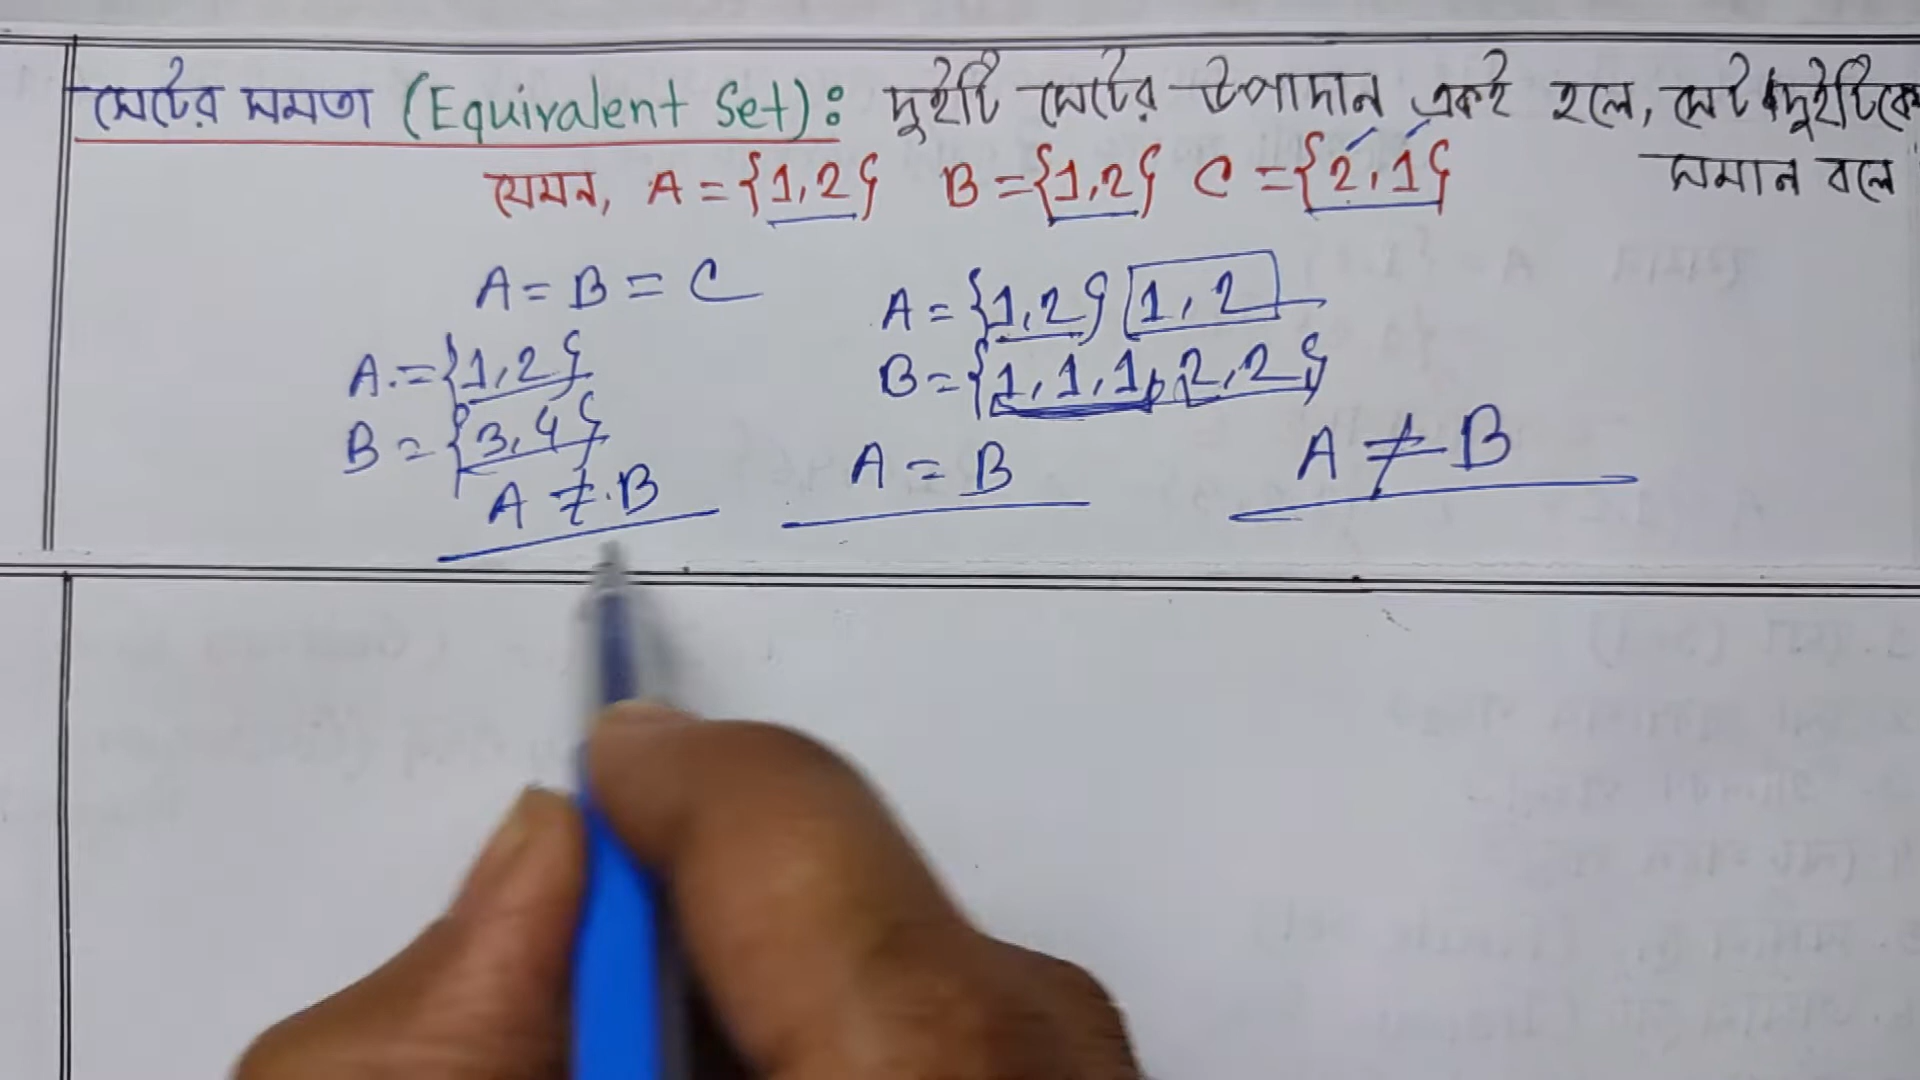 সেটের সমতা (Equivalent Set): দুইটি সেটের উপাদান একই হলে, সেট দুইটিকে
সমান বলে
যেমন, A = {1,2} B = {1,2} C = {2,1}
A = B = C
A = {1,2}
B = {3,4}
A ≠ B
A = {1,2} 1, 2
B = {1,1,1,2,2}
A = B
A ≠ B